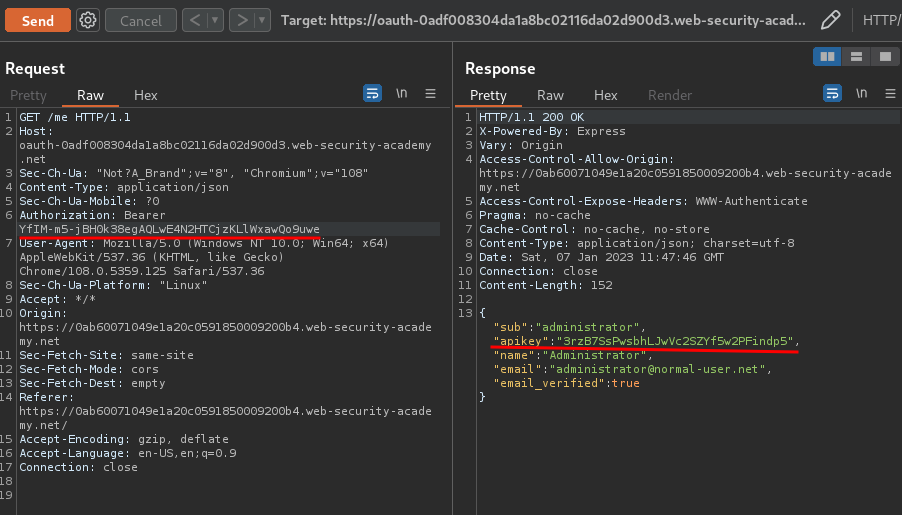 Send Cancel < > Target: https://oauth-0adf008304da1a8bc02116da02d900d3.web-security-acad... HTTP/
Request
Pretty Raw Hex \n
1 GET /me HTTP/1.1
2 Host:
oauth-0adf008304da1a8bc02116da02d900d3.web-security-academy
.net
3 Sec-Ch-Ua: "Not?A_Brand";v="8", "Chromium";v="108"
4 Content-Type: application/json
5 Sec-Ch-Ua-Mobile: ?0
6 Authorization: Bearer
YfIM-m5-jBHOk38egAQLwE4N2HTCjzKLlWxawQo9uwe
7 User-Agent: Mozilla/5.0 (Windows NT 10.0; Win64; x64)
AppleWebKit/537.36 (KHTML, like Gecko)
Chrome/108.0.5359.125 Safari/537.36
8 Sec-Ch-Ua-Platform: "Linux"
9 Accept: */*
10 Origin:
https://0ab60071049e1a20c0591850009200b4.web-security-acade
my.net
11 Sec-Fetch-Site: same-site
12 Sec-Fetch-Mode: cors
13 Sec-Fetch-Dest: empty
14 Referer:
https://0ab60071049e1a20c0591850009200b4.web-security-acade
my.net/
15 Accept-Encoding: gzip, deflate
16 Accept-Language: en-US,en;q=0.9
17 Connection: close
18
19
Response
Pretty Raw Hex Render \n
1 HTTP/1.1 200 OK
2 X-Powered-By: Express
3 Vary: Origin
4 Access-Control-Allow-Origin:
https://0ab60071049e1a20c0591850009200b4.web-security-acade
my.net
5 Access-Control-Expose-Headers: WWW-Authenticate
6 Pragma: no-cache
7 Cache-Control: no-cache, no-store
8 Content-Type: application/json; charset=utf-8
9 Date: Sat, 07 Jan 2023 11:47:46 GMT
10 Connection: close
11 Content-Length: 152
12
13 {
"sub":"administrator",
"apikey":"3rzB7SsPwsbhLJwVc2SZYf5w2PFindp5",
"name":"Administrator",
"email":"administrator@normal-user.net",
"email_verified":true
}